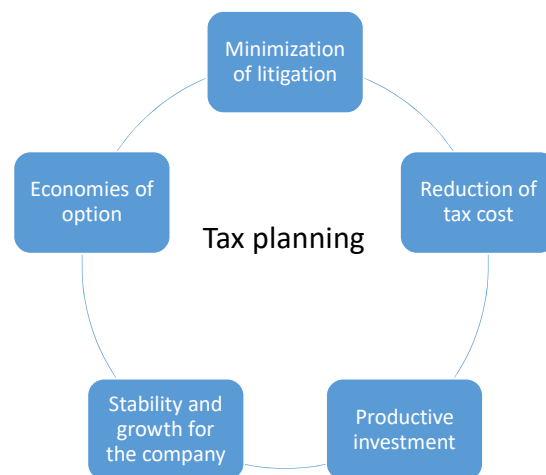 Minimization
of litigation
Economies of
option
Reduction of
tax cost
Tax planning
Stability and
growth for
the company
Productive
investment